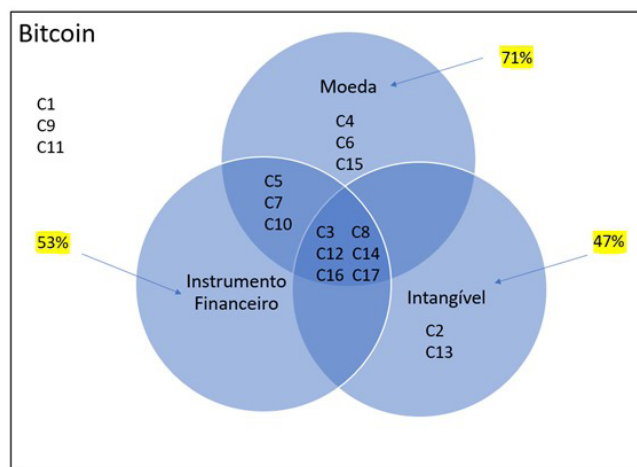 Bitcoin
71%
Moeda
C1
C9
C11
C4
C6
C15
C5
C7
C10
53%
C3 C8
C12 C14
C16 C17
47%
Instrumento
Financeiro
Intangível
C2
C13